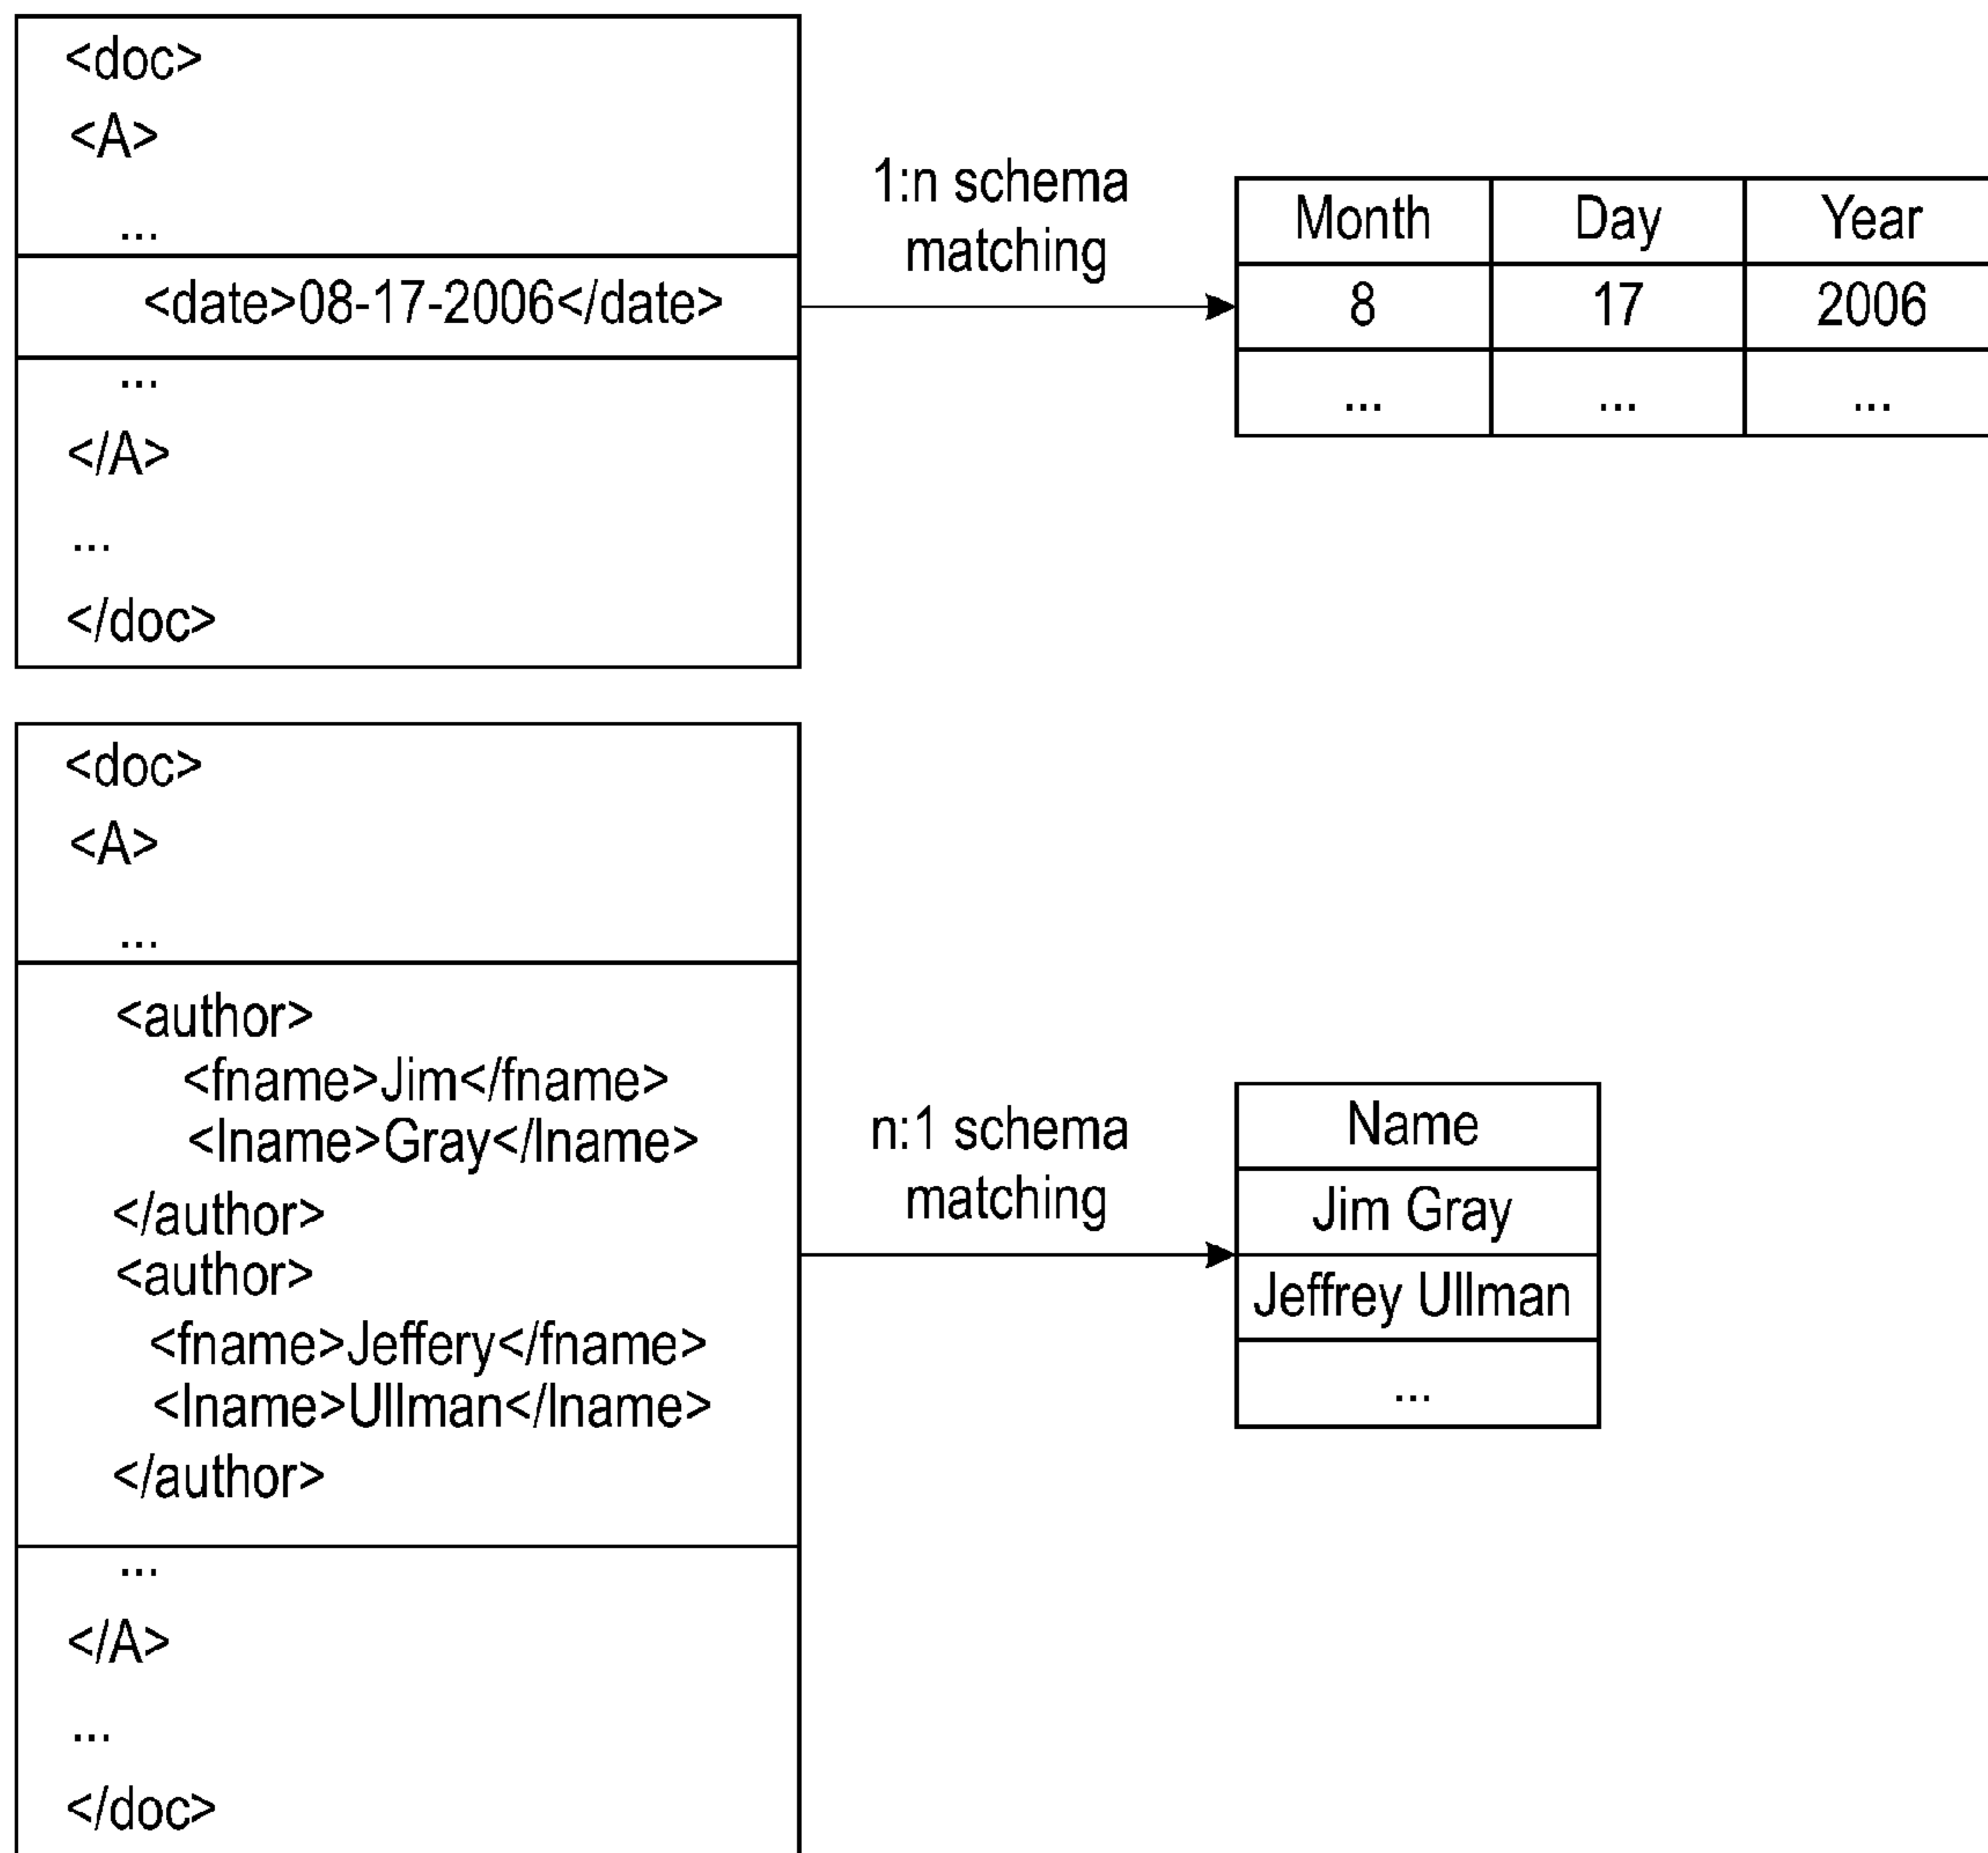 <doc>
<A>
...
<date>08-17-2006</date>
...
</A>
...
</doc>
1:n schema
matching
Month Day Year
8 17 2006
... ... ...
<doc>
<A>
...
<author>
<fname>Jim</fname>
<lname>Gray</lname>
</author>
<author>
<fname>Jeffery</fname>
<lname>Ullman</lname>
</author>
...
</A>
...
</doc>
n:1 schema
matching
Name
Jim Gray
Jeffrey Ullman
...